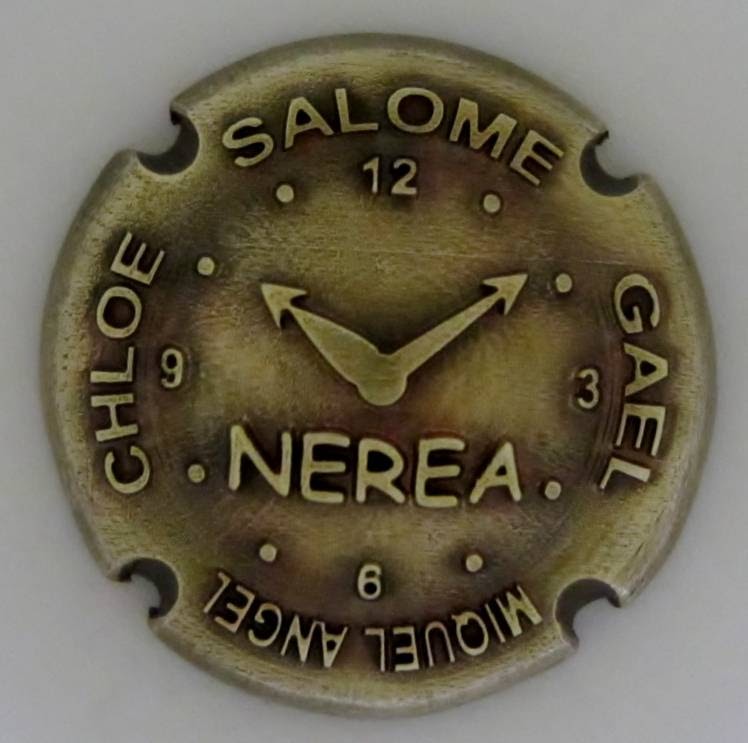 SALOME
12
GAEL
3
MIQUEL ANGEL
6
CHLOE
9
NEREA